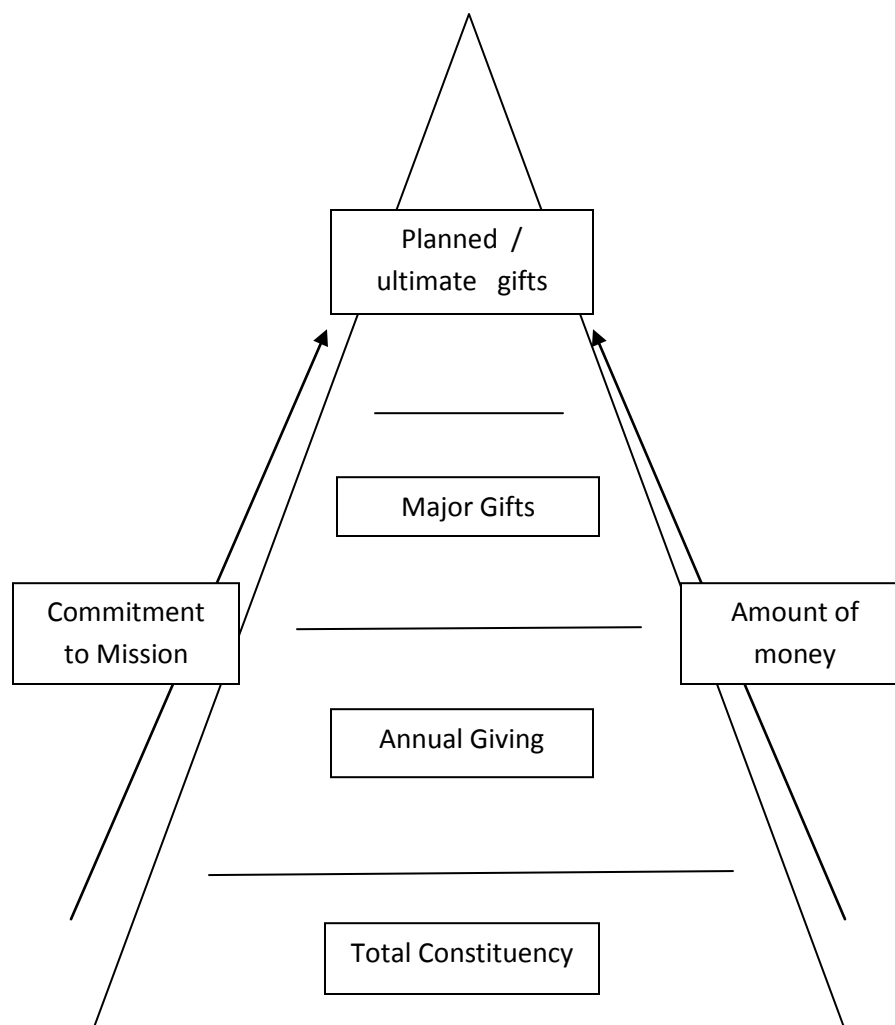 Planned /
ultimate gifts
Major Gifts
Commitment
to Mission
Amount of
money
Annual Giving
Total Constituency